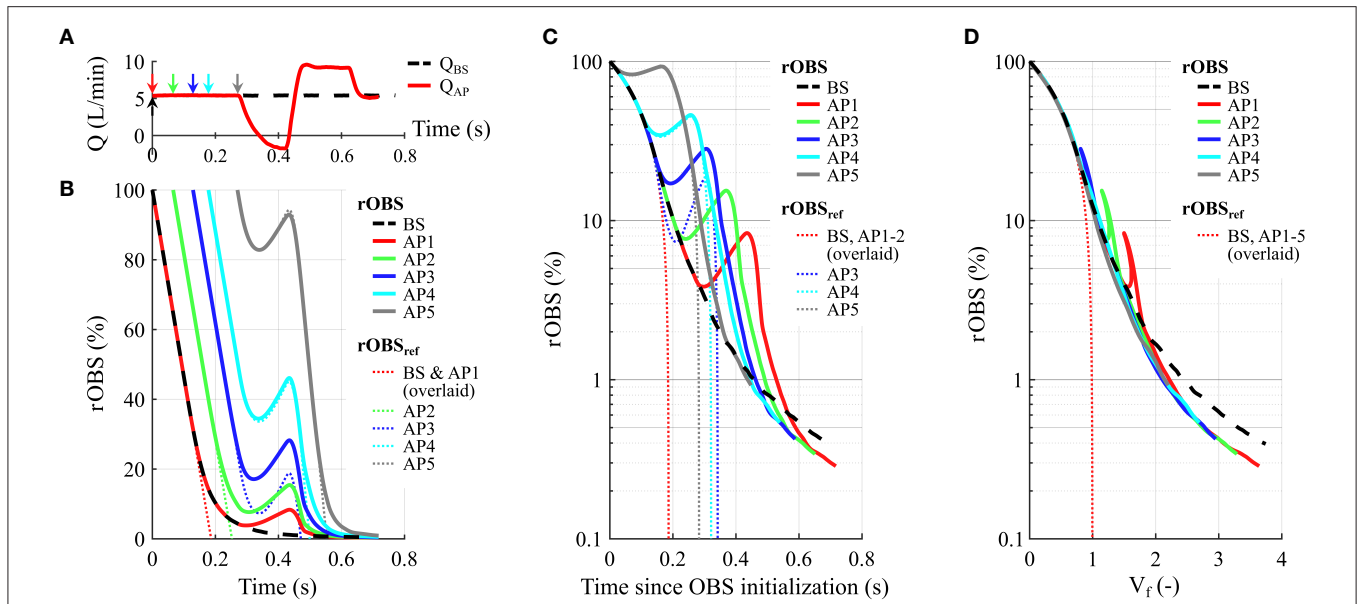 A
Q (L/min)
10
5
0
0
0.2
0.4
0.6
0.8
Time (s)
Q_BS
Q_AP
B
rOBS (%)
100
80
60
40
20
0
0
0.2
0.4
0.6
0.8
Time (s)
rOBS
BS
AP1
AP2
AP3
AP4
AP5
rOBS_ref
BS & AP1
(overlaid)
AP2
AP3
AP4
AP5
C
rOBS (%)
100
10
1
0.1
0
0.2
0.4
0.6
0.8
Time since OBS initialization (s)
rOBS
BS
AP1
AP2
AP3
AP4
AP5
rOBS_ref
BS, AP1-2
(overlaid)
AP3
AP4
AP5
D
rOBS (%)
100
10
1
0.1
0
1
2
3
4
V_f (-)
rOBS
BS
AP1
AP2
AP3
AP4
AP5
rOBS_ref
BS, AP1-5
(overlaid)